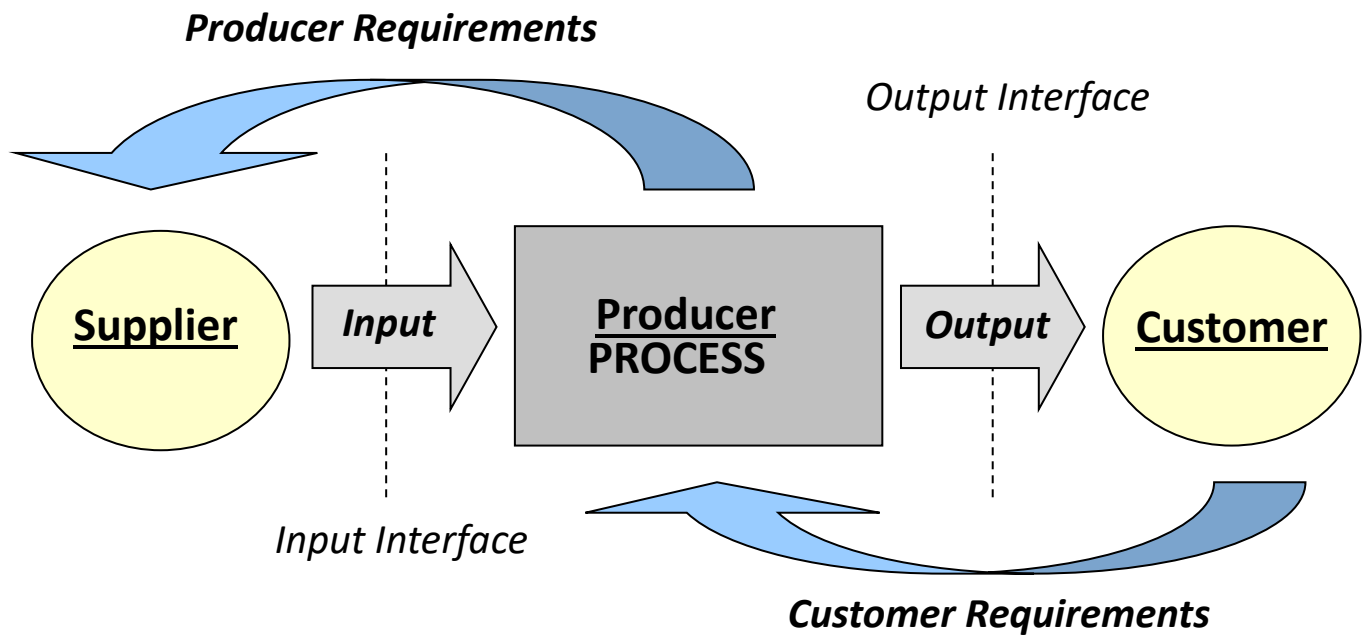 Producer Requirements
Output Interface
Supplier
Input
Producer
PROCESS
Output
Customer
Input Interface
Customer Requirements